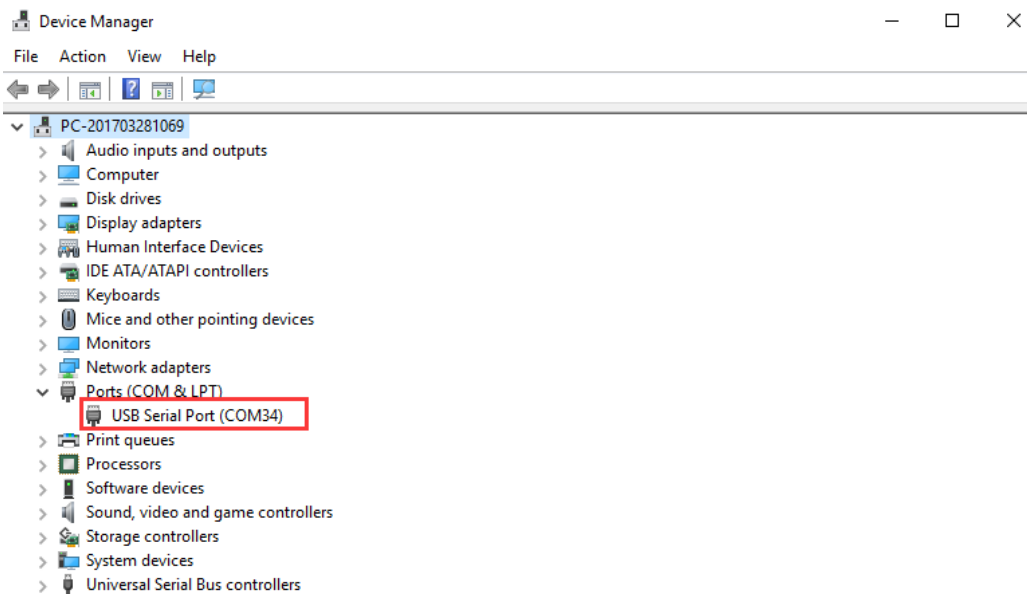 Device Manager
File Action View Help
PC-201703281069
Audio inputs and outputs
Computer
Disk drives
Display adapters
Human Interface Devices
IDE ATA/ATAPI controllers
Keyboards
Mice and other pointing devices
Monitors
Network adapters
Ports (COM & LPT)
USB Serial Port (COM34)
Print queues
Processors
Software devices
Sound, video and game controllers
Storage controllers
System devices
Universal Serial Bus controllers